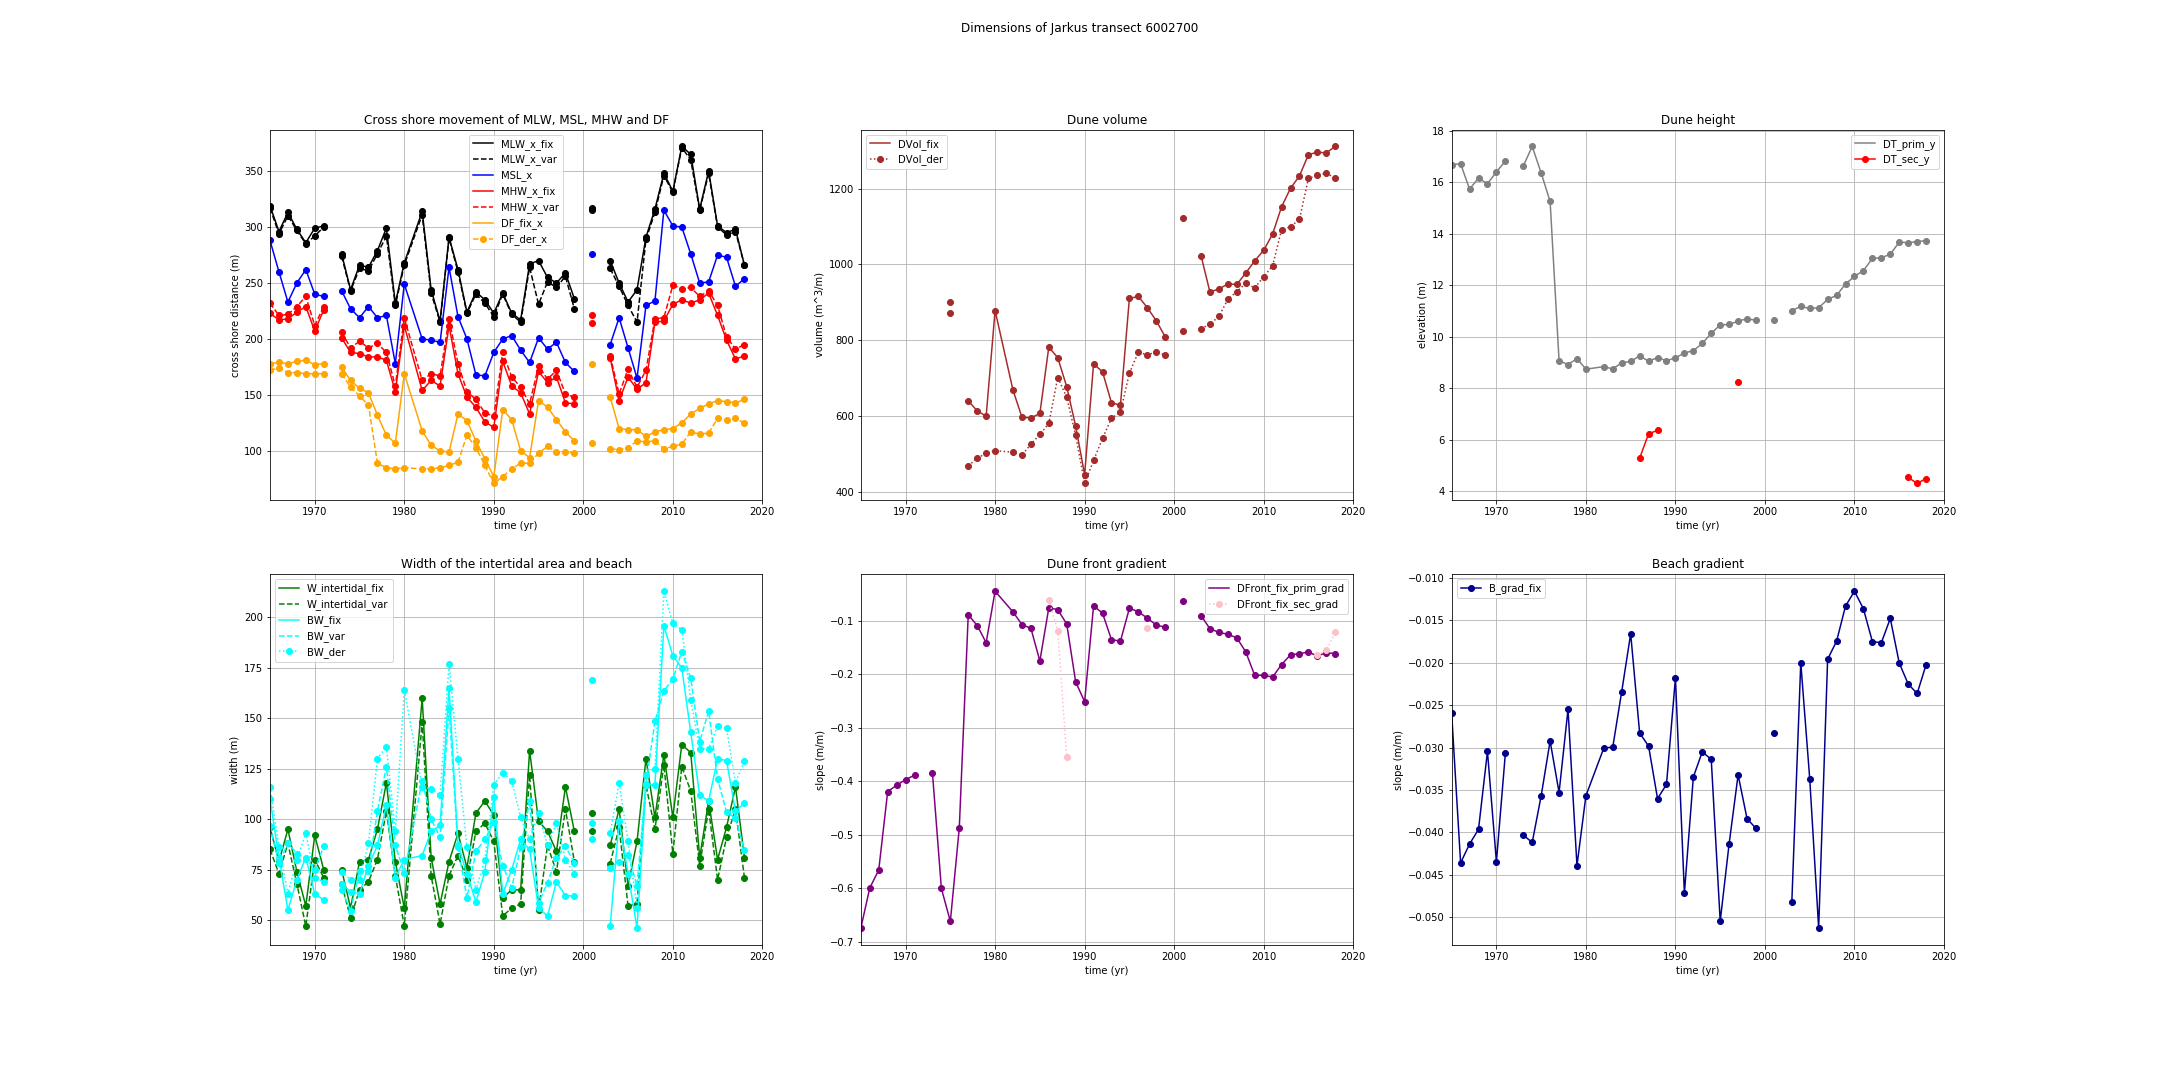 Dimensions of Jarkus transect 6002700
Cross shore movement of MLW, MSL, MHW and DF
cross shore distance (m)
350
300
250
200
150
100
MLW_x_fix
MLW_x_var
MSL_x
MHW_x_fix
MHW_x_var
DF_fix_x
DF_der_x
1970 1980 1990 2000 2010 2020
time (yr)
Dune volume
volume (m^3/m)
1200
1000
800
600
400
DVol_fix
DVol_der
1970 1980 1990 2000 2010 2020
time (yr)
Dune height
elevation (m)
18
16
14
12
10
8
6
4
DT_prim_y
DT_sec_y
1970 1980 1990 2000 2010 2020
time (yr)
Width of the intertidal area and beach
width (m)
200
175
150
125
100
75
50
W_intertidal_fix
W_intertidal_var
BW_fix
BW_var
BW_der
1970 1980 1990 2000 2010 2020
time (yr)
Dune front gradient
slope (m/m)
−0.1
−0.2
−0.3
−0.4
−0.5
−0.6
−0.7
DFront_fix_prim_grad
DFront_fix_sec_grad
1970 1980 1990 2000 2010 2020
time (yr)
Beach gradient
slope (m/m)
−0.010
−0.015
−0.020
−0.025
−0.030
−0.035
−0.040
−0.045
−0.050
B_grad_fix
1970 1980 1990 2000 2010 2020
time (yr)